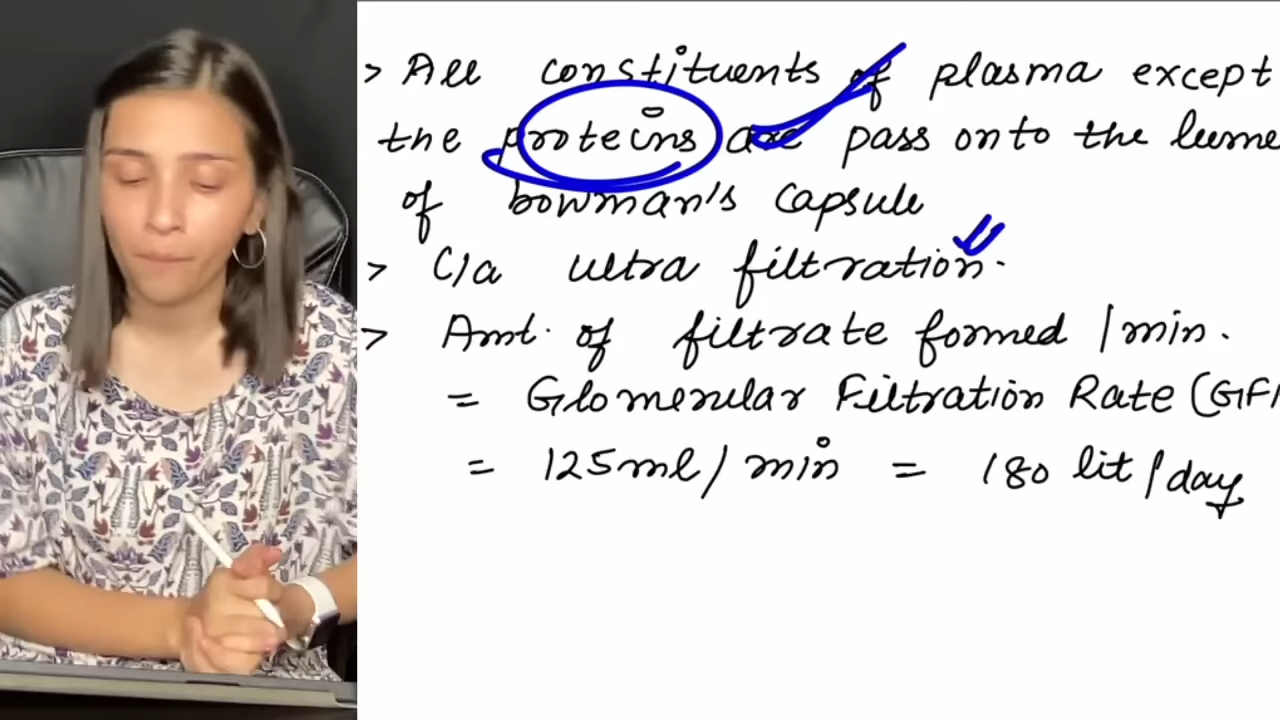 > All constituents of plasma except
the proteins are pass onto the lume
of bowman's capsule
> C/a ultra filtration.
> Amt. of filtrate formed /min.
= Glomerular Filtration Rate (GF
= 125ml/min = 180 lit/day